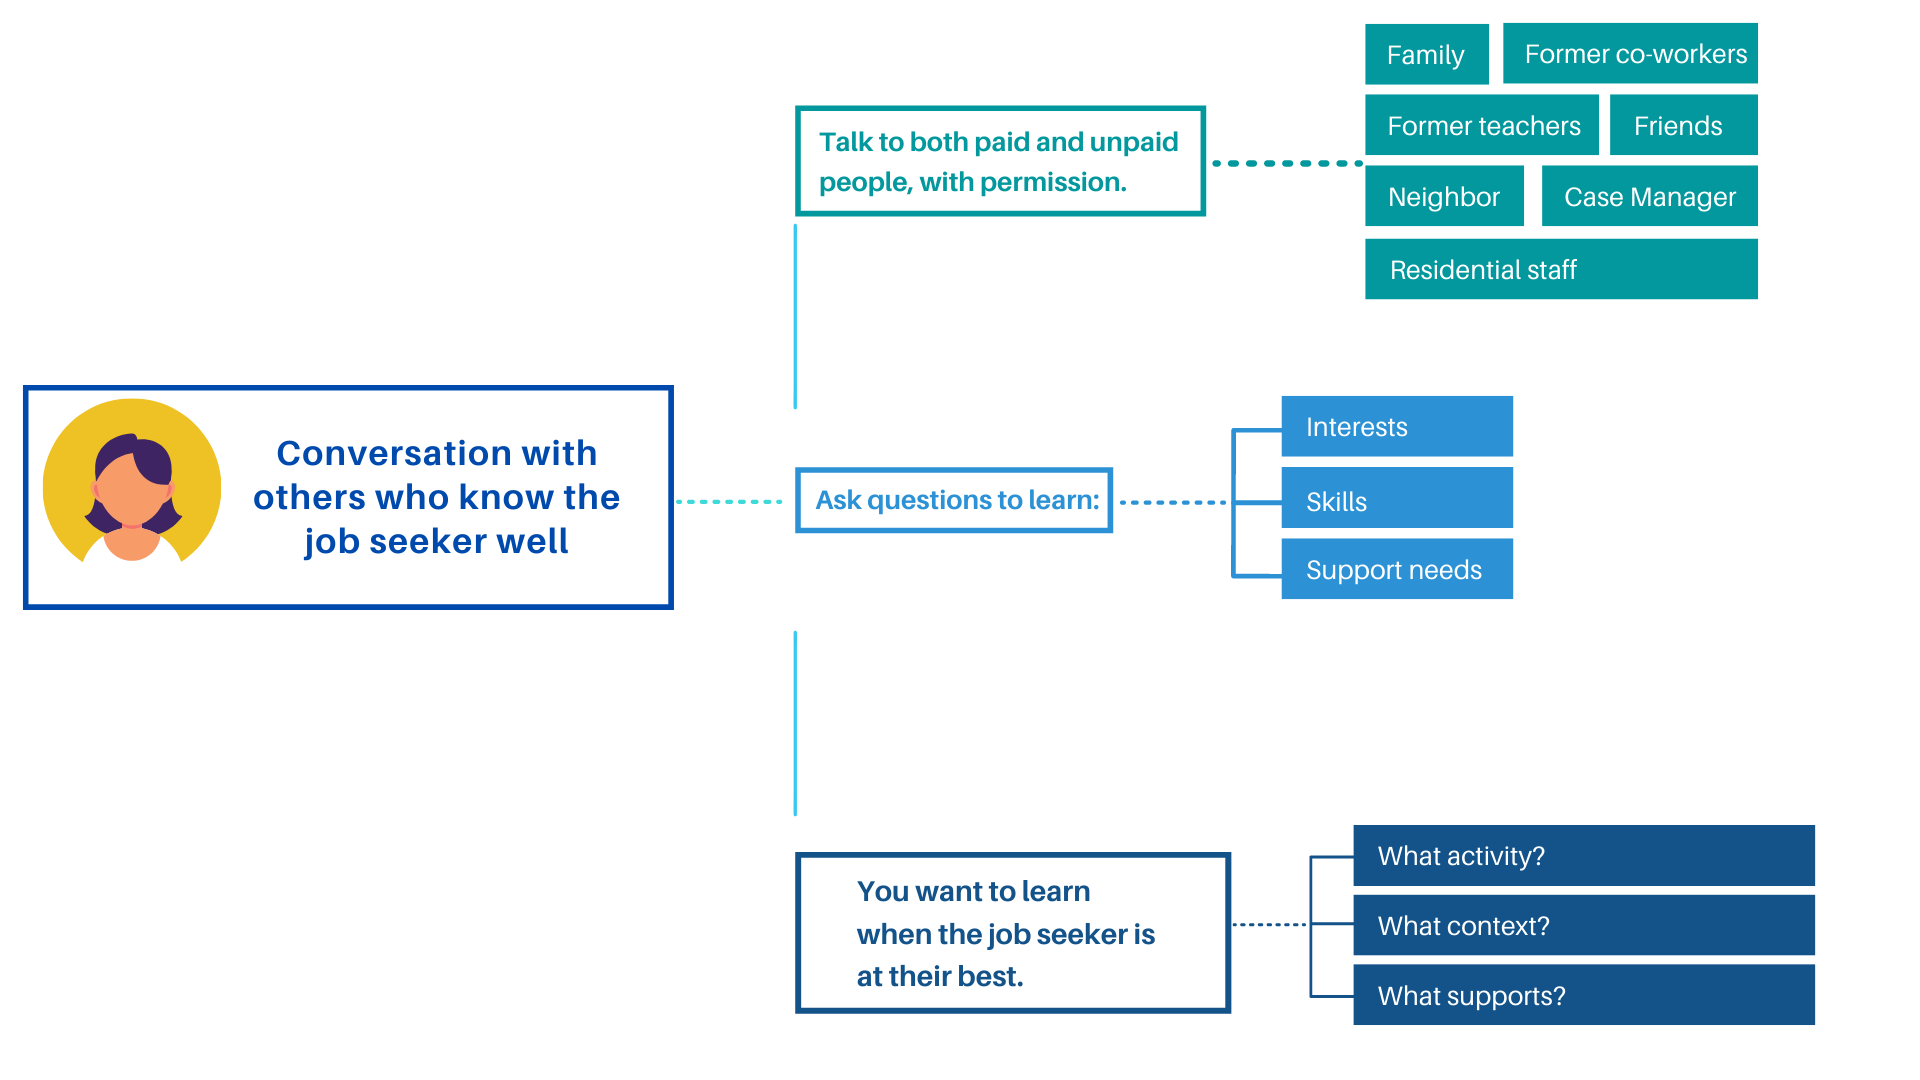 Conversation with
others who know the
job seeker well
Talk to both paid and unpaid
people, with permission.
Family
Former co-workers
Former teachers
Friends
Neighbor
Case Manager
Residential staff
Ask questions to learn:
Interests
Skills
Support needs
You want to learn
when the job seeker is
at their best.
What activity?
What context?
What supports?